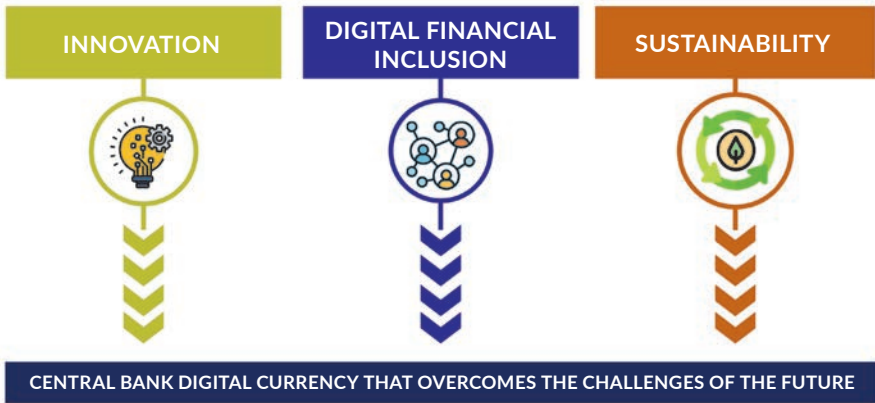 INNOVATION
DIGITAL FINANCIAL
INCLUSION
SUSTAINABILITY
CENTRAL BANK DIGITAL CURRENCY THAT OVERCOMES THE CHALLENGES OF THE FUTURE